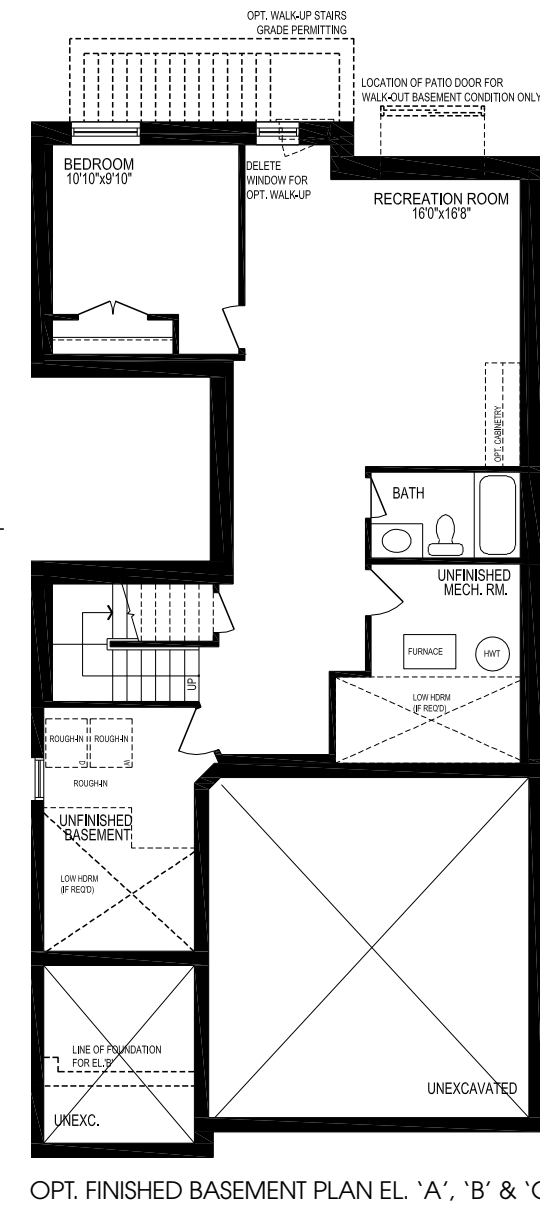 OPT. WALK-UP STAIRS
GRADE PERMITTING
LOCATION OF PATIO DOOR FOR
WALK-OUT BASEMENT CONDITION ONLY
BEDROOM
10'10"x9'10"
DELETE
WINDOW FOR
OPT. WALK-UP
RECREATION ROOM
16'0"x16'8"
OPT. CABINETRY
BATH
UNFINISHED
MECH. RM.
FURNACE
HWT
LOW HDRM
(IF REQ'D)
UP
ROUGH-IN
ROUGH-IN
D
W
ROUGH-IN
UNFINISHED
BASEMENT
LOW HDRM
(IF REQ'D)
LINE OF FOUNDATION
FOR EL.'B'
UNEXC.
UNEXCAVATED
OPT. FINISHED BASEMENT PLAN EL. ‘A’, ‘B’ & ‘C